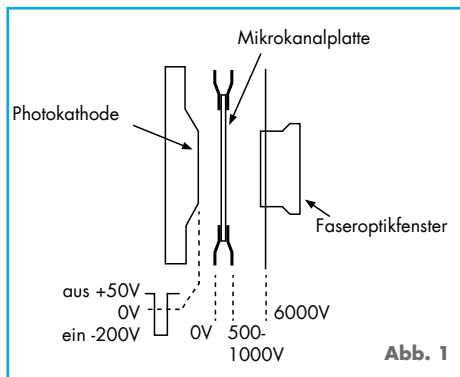 Mikrokanalplatte
Photokathode
Faseroptikfenster
aus +50V
0V
ein -200V
0V
500-
1000V
6000V
Abb. 1